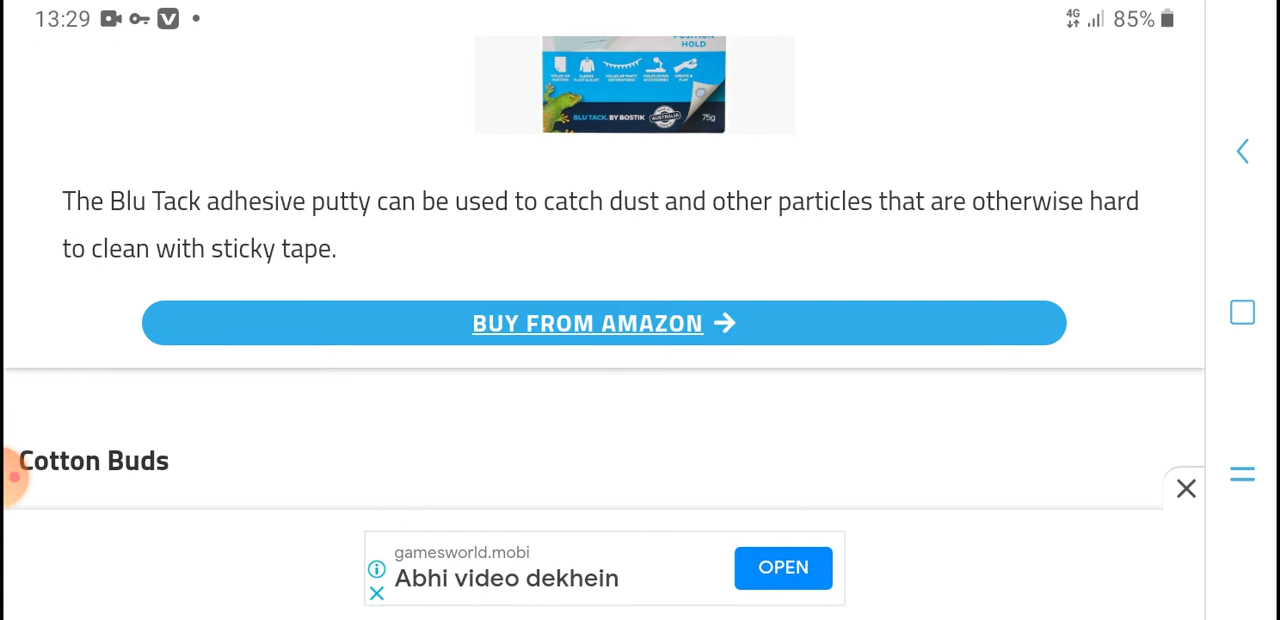 13:29
4G 85%
HOLD
BLU TACK. BY BOSTIK AUSTRALIA 75g
The Blu Tack adhesive putty can be used to catch dust and other particles that are otherwise hard
to clean with sticky tape.
BUY FROM AMAZON →
Cotton Buds
gamesworld.mobi
Abhi video dekhein
OPEN